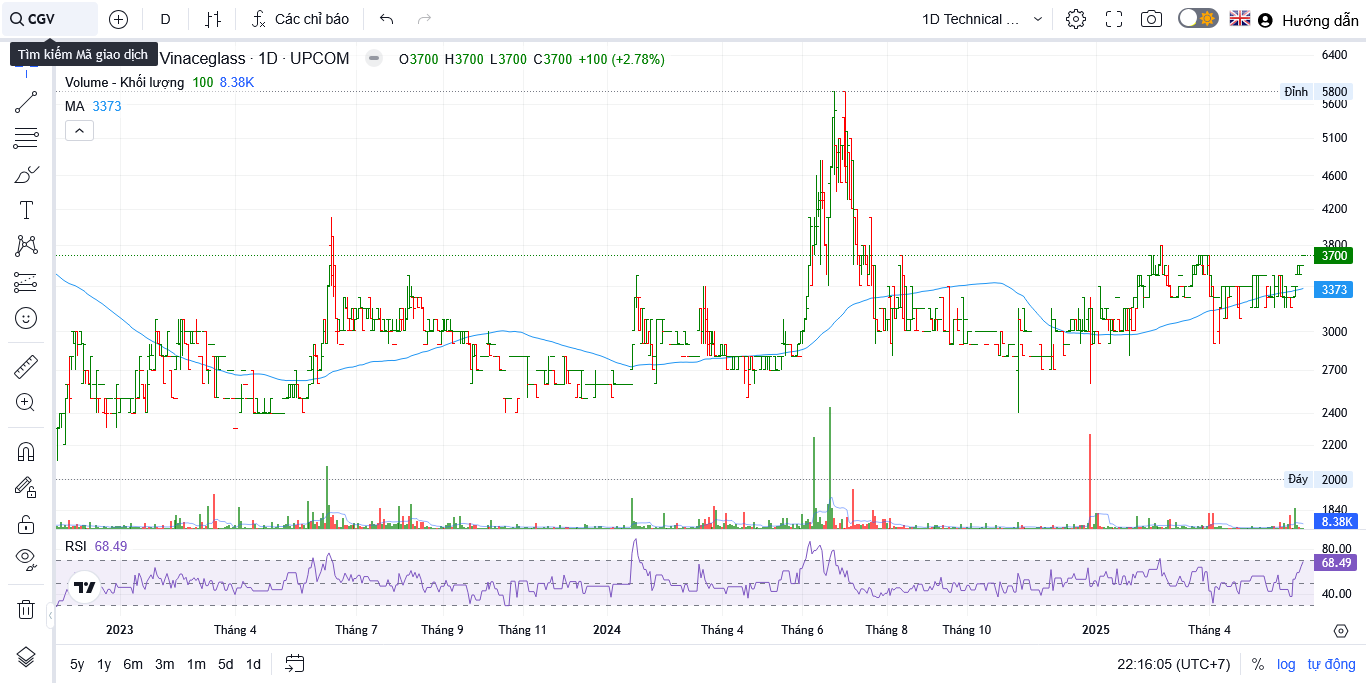 CGV
D
Các chỉ báo
1D Technical ...
Hướng dẫn
Tìm kiếm Mã giao dịch
Vinaceglass · 1D · UPCOM
O3700 H3700 L3700 C3700 +100 (+2.78%)
Volume - Khối lượng 100 8.38K
MA 3373
6400
Đỉnh 5800
5600
5100
4600
4200
3800
3700
3373
3000
2700
2400
2200
Đáy 2000
1840
8.38K
RSI 68.49
80.00
68.49
40.00
2023 Tháng 4 Tháng 7 Tháng 9 Tháng 11 2024 Tháng 4 Tháng 6 Tháng 8 Tháng 10 2025 Tháng 4
5y 1y 6m 3m 1m 5d 1d
22:16:05 (UTC+7) % log tự động